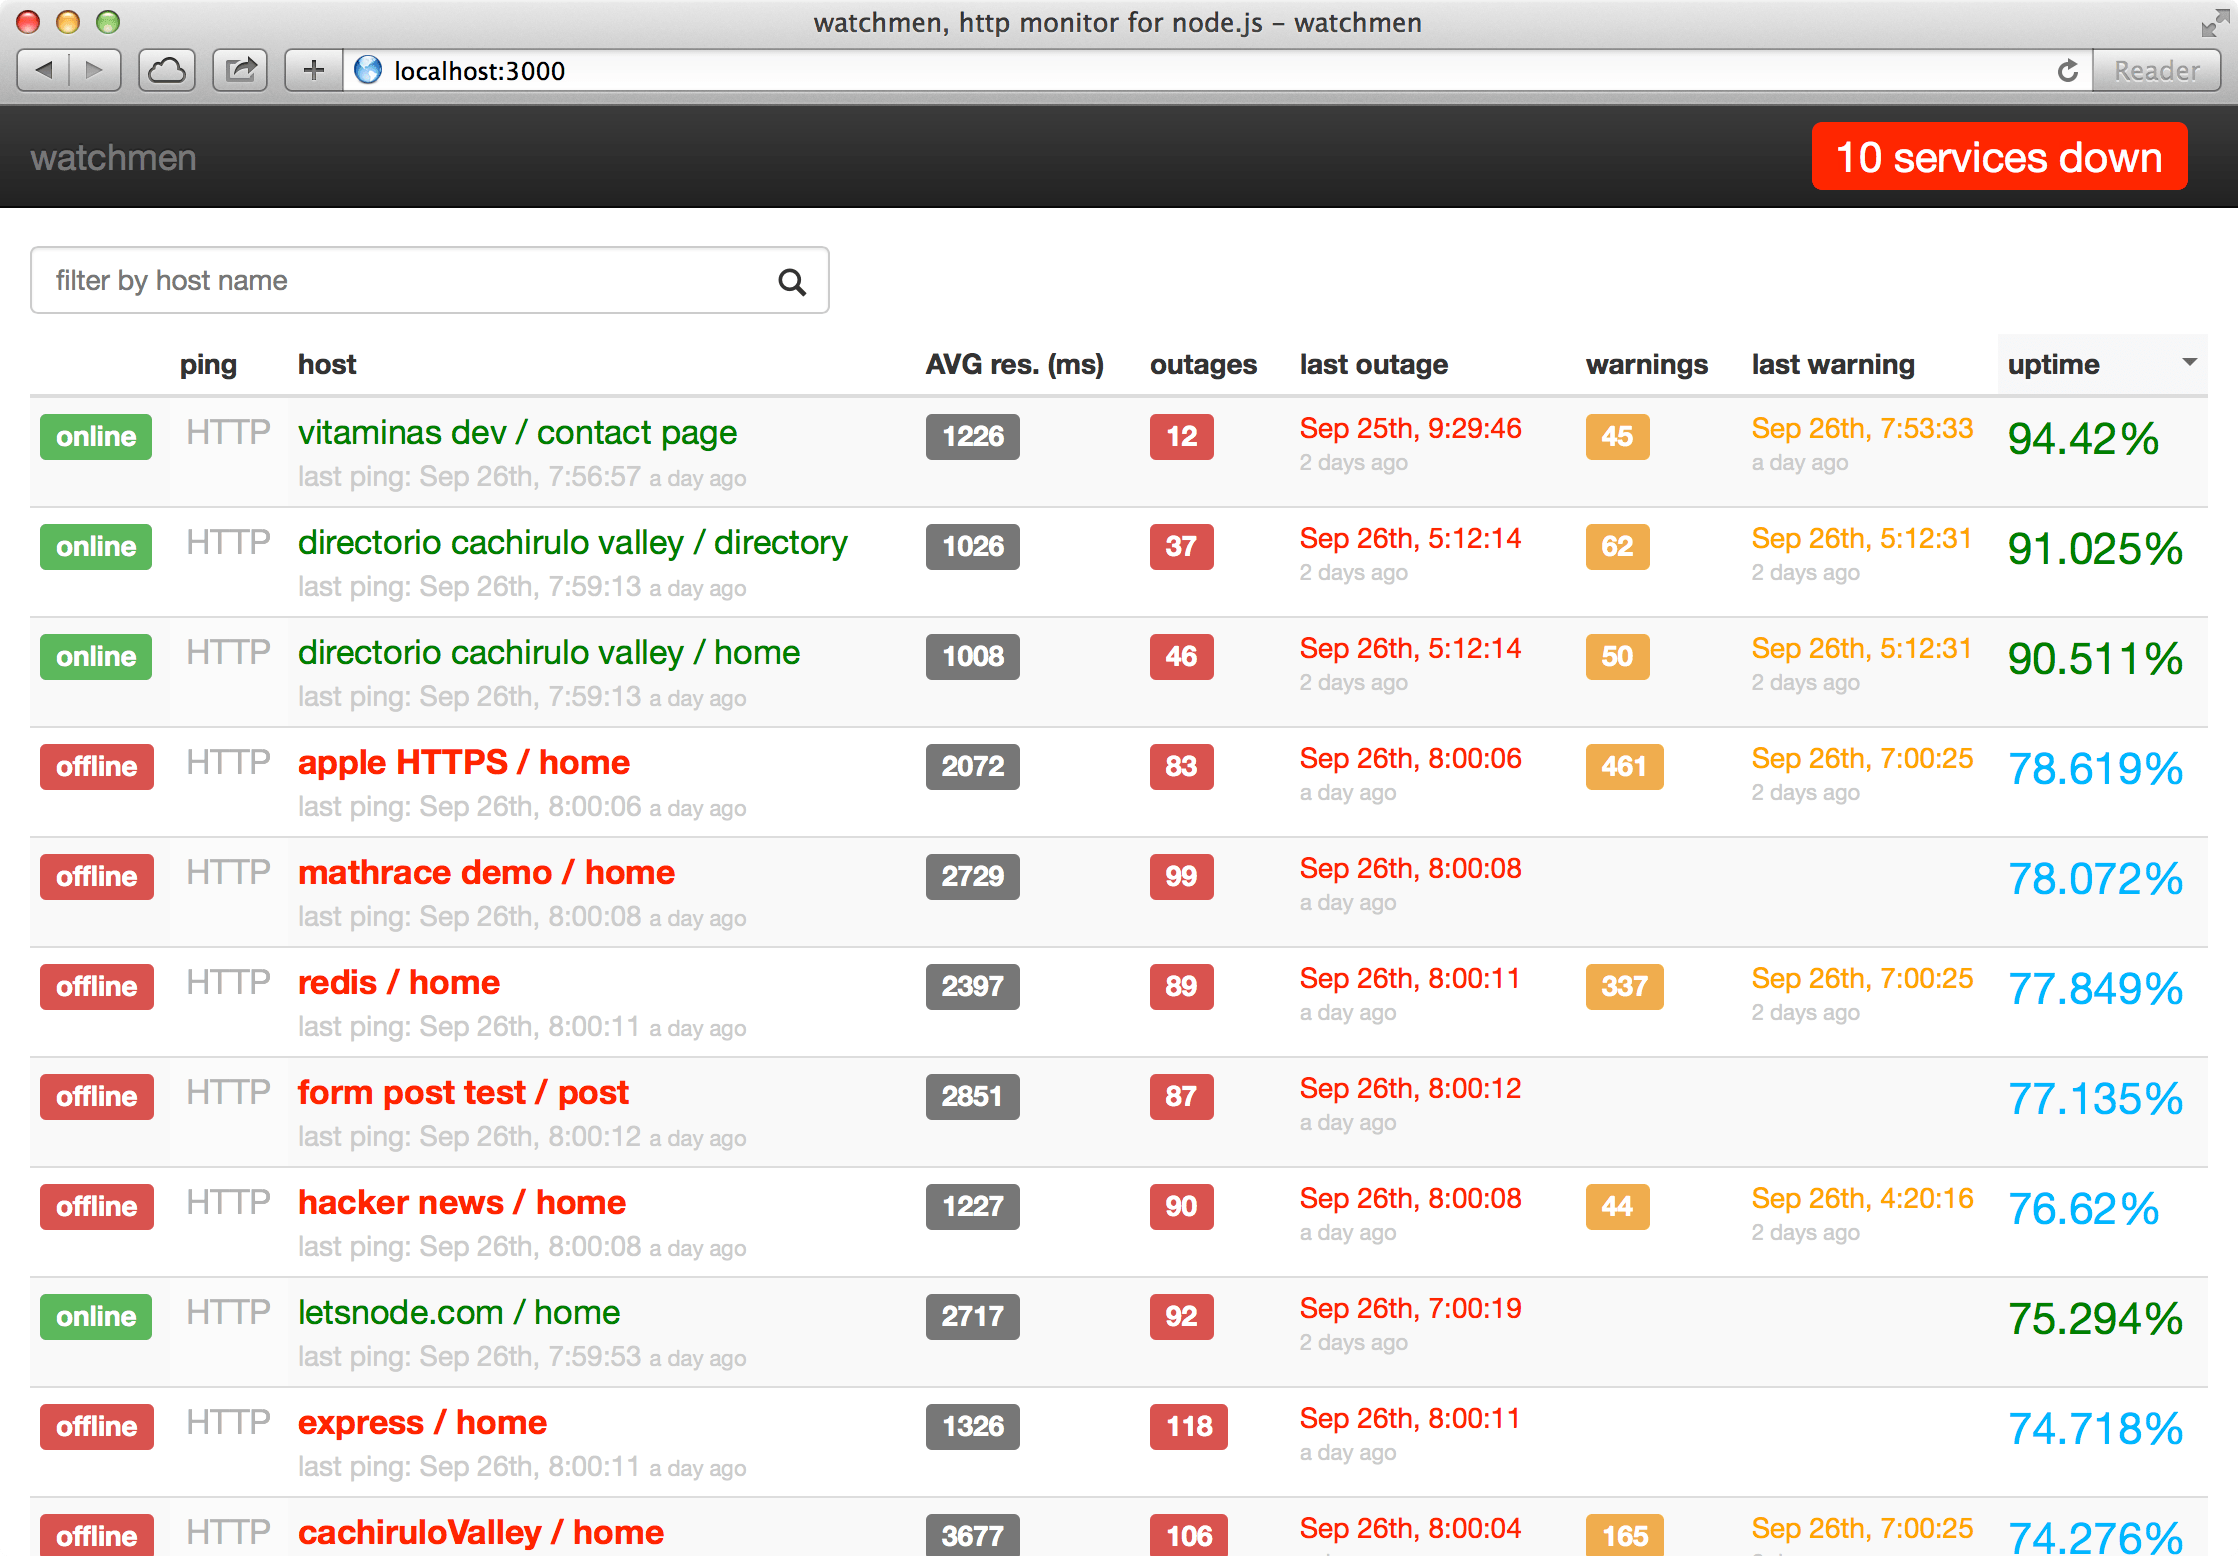 watchmen, http monitor for node.js – watchmen
localhost:3000
Reader
watchmen
10 services down
filter by host name
ping host AVG res. (ms) outages last outage warnings last warning uptime
online HTTP vitaminas dev / contact page 1226 12 Sep 25th, 9:29:46 45 Sep 26th, 7:53:33 94.42%
last ping: Sep 26th, 7:56:57 a day ago 2 days ago a day ago
online HTTP directorio cachirulo valley / directory 1026 37 Sep 26th, 5:12:14 62 Sep 26th, 5:12:31 91.025%
last ping: Sep 26th, 7:59:13 a day ago 2 days ago 2 days ago
online HTTP directorio cachirulo valley / home 1008 46 Sep 26th, 5:12:14 50 Sep 26th, 5:12:31 90.511%
last ping: Sep 26th, 7:59:13 a day ago 2 days ago 2 days ago
offline HTTP apple HTTPS / home 2072 83 Sep 26th, 8:00:06 461 Sep 26th, 7:00:25 78.619%
last ping: Sep 26th, 8:00:06 a day ago a day ago 2 days ago
offline HTTP mathrace demo / home 2729 99 Sep 26th, 8:00:08 78.072%
last ping: Sep 26th, 8:00:08 a day ago a day ago
offline HTTP redis / home 2397 89 Sep 26th, 8:00:11 337 Sep 26th, 7:00:25 77.849%
last ping: Sep 26th, 8:00:11 a day ago a day ago 2 days ago
offline HTTP form post test / post 2851 87 Sep 26th, 8:00:12 77.135%
last ping: Sep 26th, 8:00:12 a day ago a day ago
offline HTTP hacker news / home 1227 90 Sep 26th, 8:00:08 44 Sep 26th, 4:20:16 76.62%
last ping: Sep 26th, 8:00:08 a day ago a day ago 2 days ago
online HTTP letsnode.com / home 2717 92 Sep 26th, 7:00:19 75.294%
last ping: Sep 26th, 7:59:53 a day ago 2 days ago
offline HTTP express / home 1326 118 Sep 26th, 8:00:11 74.718%
last ping: Sep 26th, 8:00:11 a day ago a day ago
offline HTTP cachiruloValley / home 3677 106 Sep 26th, 8:00:04 165 Sep 26th, 7:00:25 74.276%